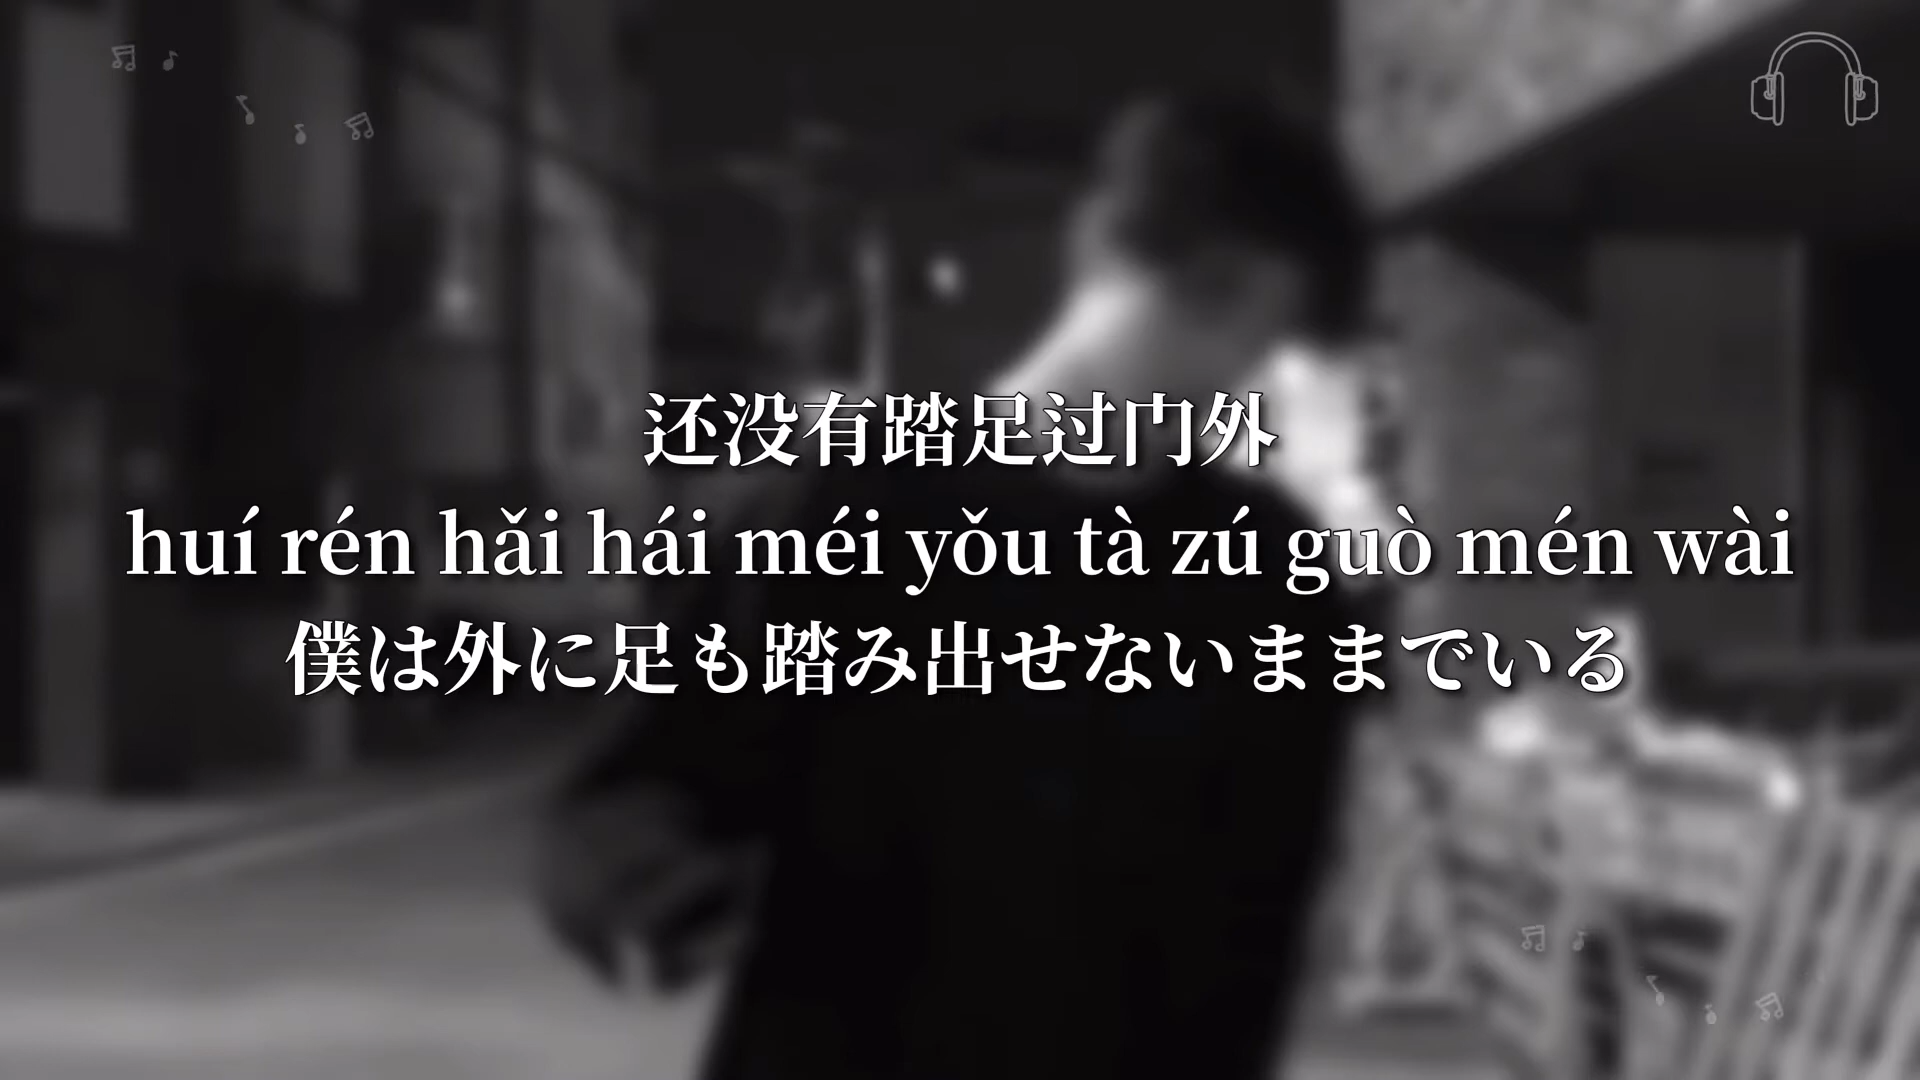 还没有踏足过门外
huí rén hǎi hái méi yǒu tà zú guò mén wài
僕は外に足も踏み出せないままでいる